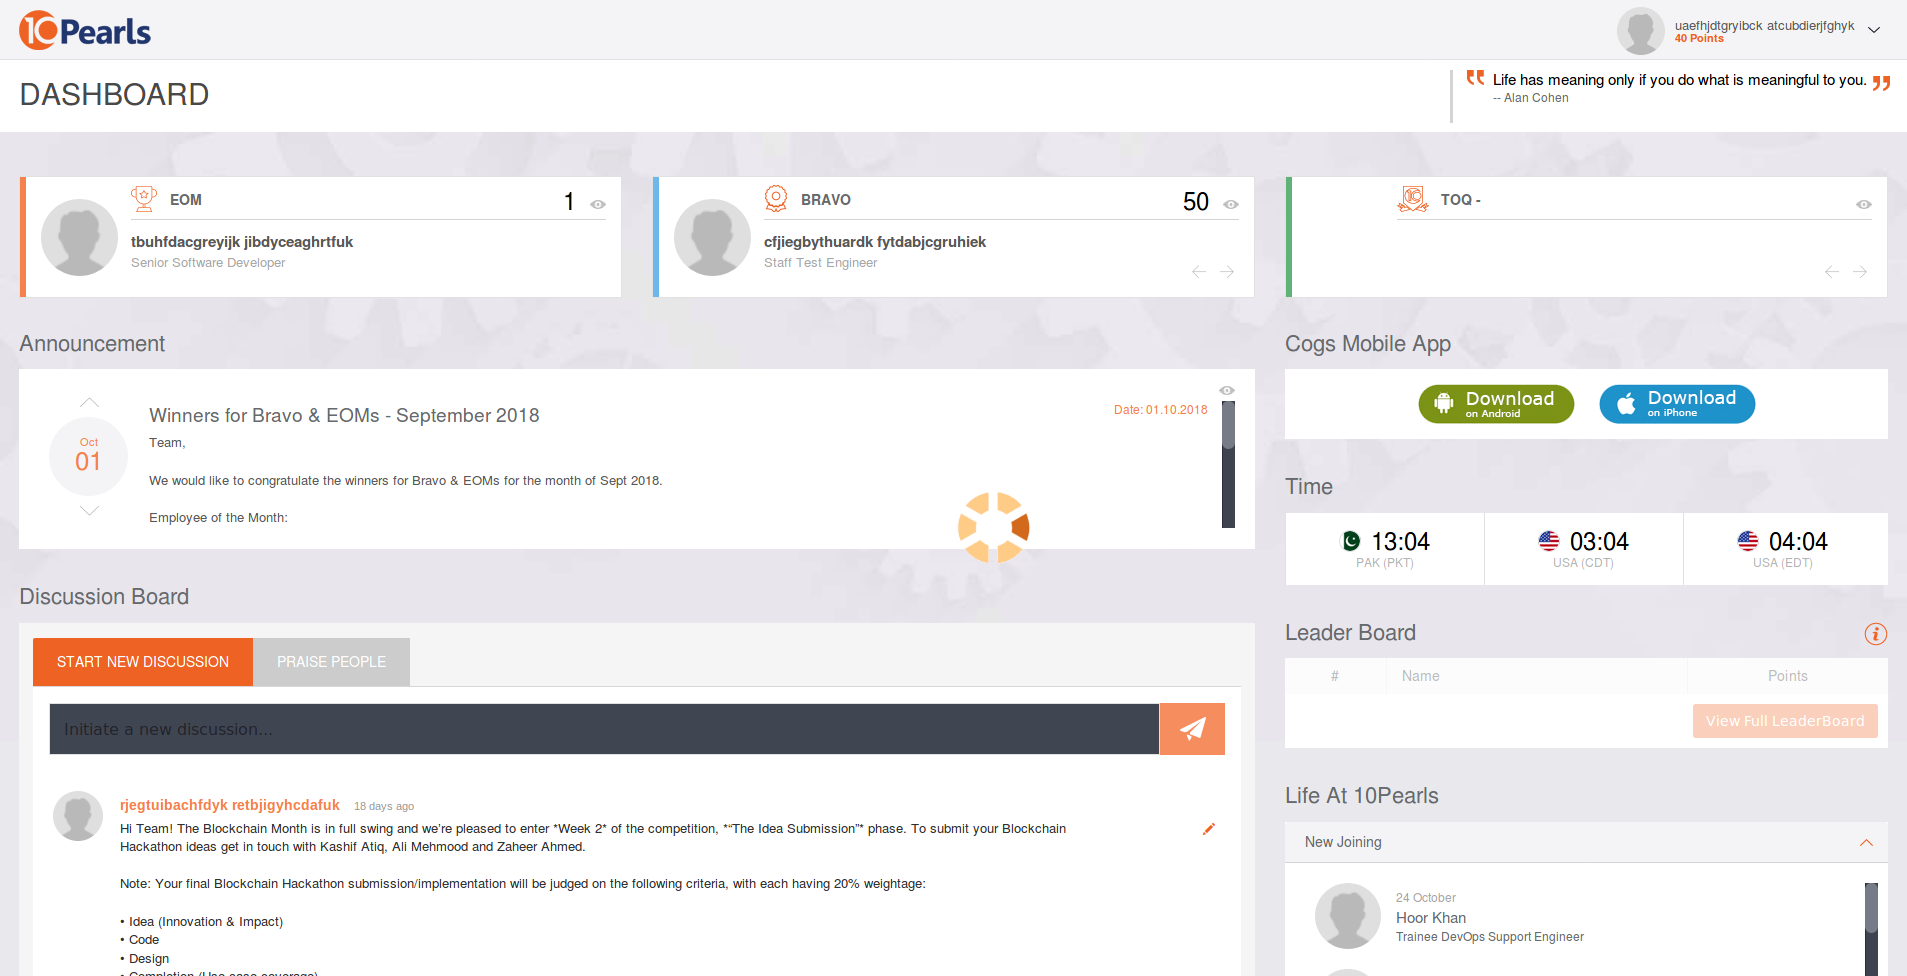 10Pearls
uaefhjdtgryibck atcubdierjfghyk
40 Points
DASHBOARD
Life has meaning only if you do what is meaningful to you.
-- Alan Cohen
EOM
1
tbuhfdacgreyijk jibdyceaghrtfuk
Senior Software Developer
BRAVO
50
cfjiegbythuardk fytdabjcgruhiek
Staff Test Engineer
TOQ -
Announcement
Oct
01
Winners for Bravo & EOMs - September 2018
Date: 01.10.2018
Team,
We would like to congratulate the winners for Bravo & EOMs for the month of Sept 2018.
Employee of the Month:
Cogs Mobile App
Download
on Android
Download
on iPhone
Time
13:04
PAK (PKT)
03:04
USA (CDT)
04:04
USA (EDT)
Discussion Board
START NEW DISCUSSION
PRAISE PEOPLE
Initiate a new discussion...
rjegtuibachfdyk retbjigyhcdafuk 18 days ago
Hi Team! The Blockchain Month is in full swing and we're pleased to enter *Week 2* of the competition, *“The Idea Submission”* phase. To submit your Blockchain
Hackathon ideas get in touch with Kashif Atiq, Ali Mehmood and Zaheer Ahmed.
Note: Your final Blockchain Hackathon submission/implementation will be judged on the following criteria, with each having 20% weightage:
• Idea (Innovation & Impact)
• Code
• Design
• Completion (Use case coverage)
Leader Board
# Name Points
View Full LeaderBoard
Life At 10Pearls
New Joining
24 October
Hoor Khan
Trainee DevOps Support Engineer